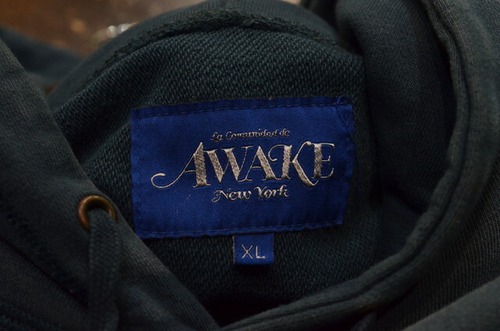 La Comunidad de
AWAKE
New York
XL